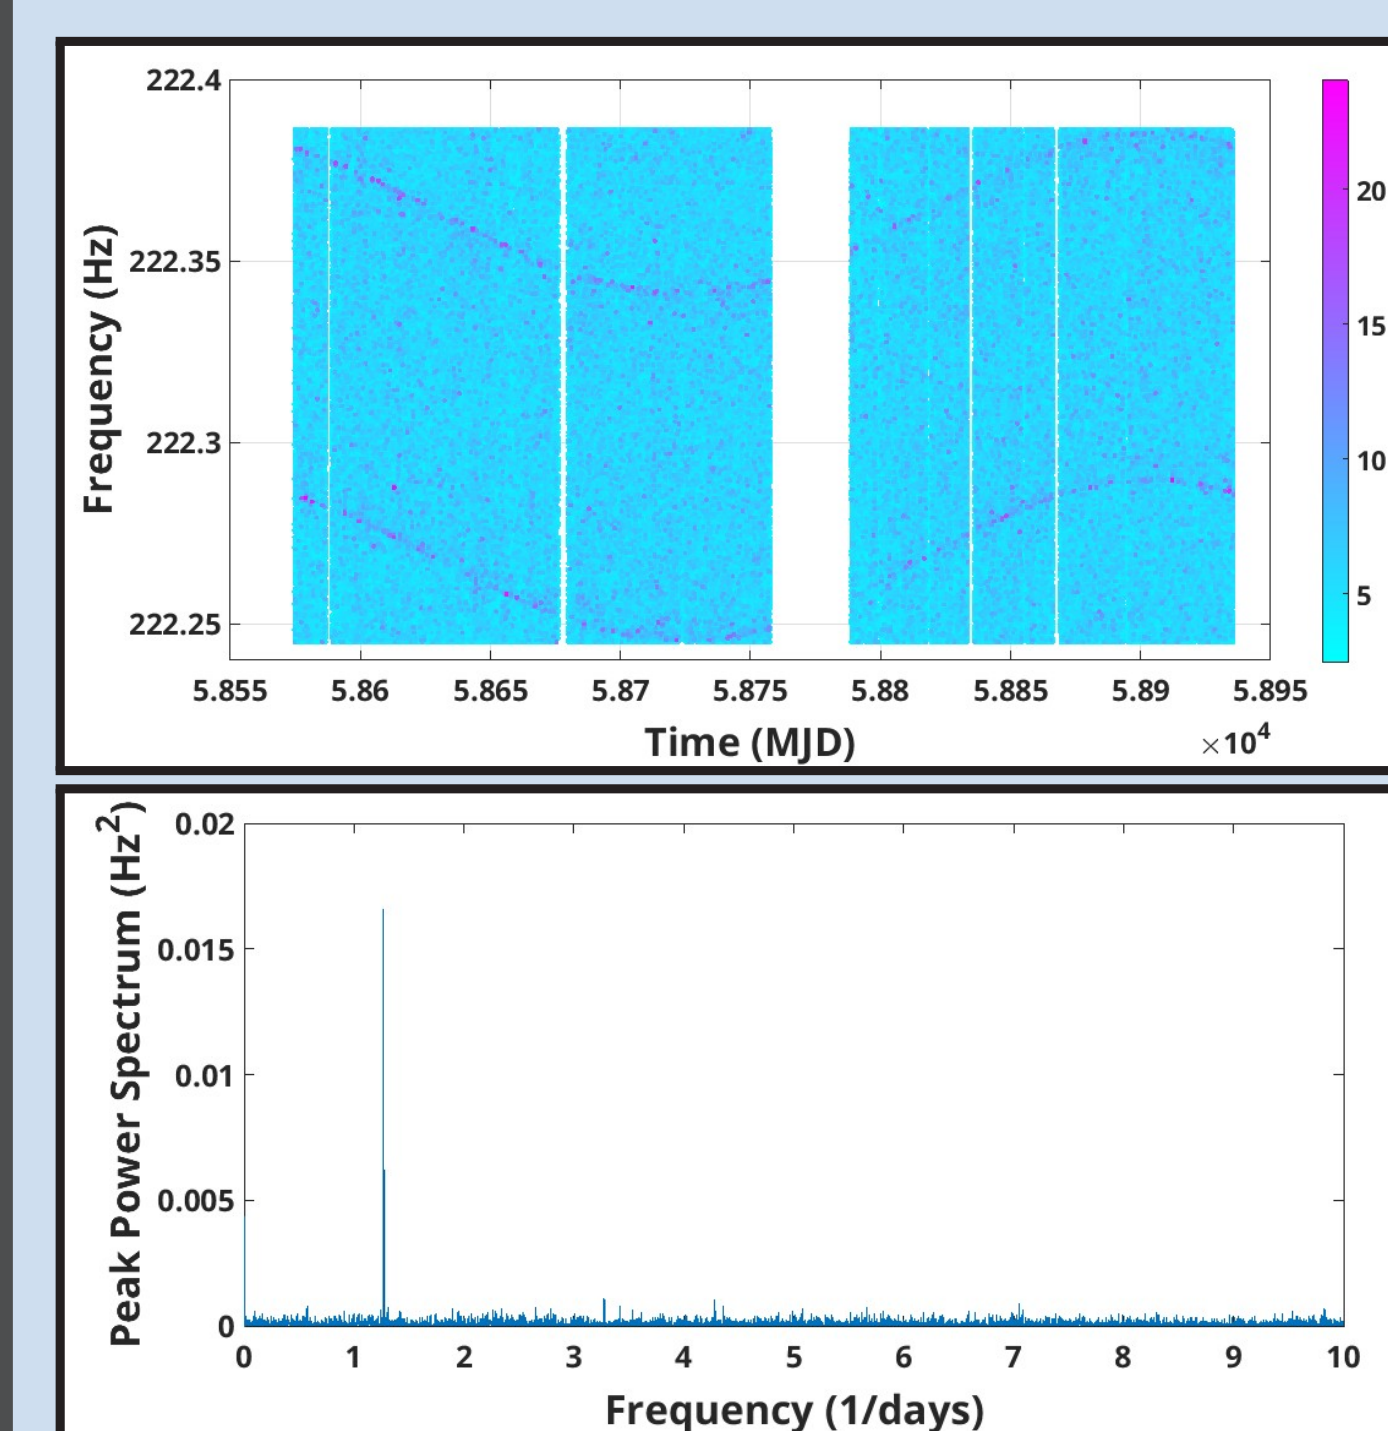 222.4
222.35
222.3
222.25
Frequency (Hz)
5.855 5.86 5.865 5.87 5.875 5.88 5.885 5.89 5.895
Time (MJD)
×10⁴
20
15
10
5
0.02
0.015
0.01
0.005
0
Peak Power Spectrum (Hz²)
0 1 2 3 4 5 6 7 8 9 10
Frequency (1/days)